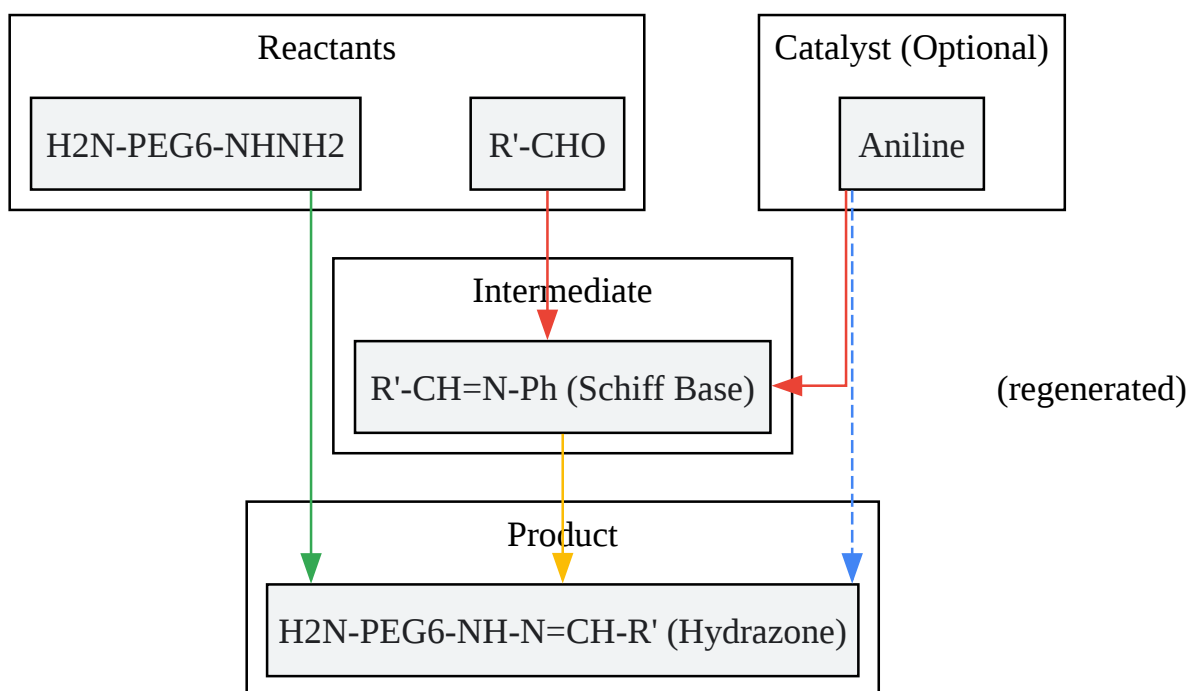 Reactants
Catalyst (Optional)
H2N-PEG6-NHNH2
R'-CHO
Aniline
Intermediate
R'-CH=N-Ph (Schiff Base)
(regenerated)
Product
H2N-PEG6-NH-N=CH-R' (Hydrazone)